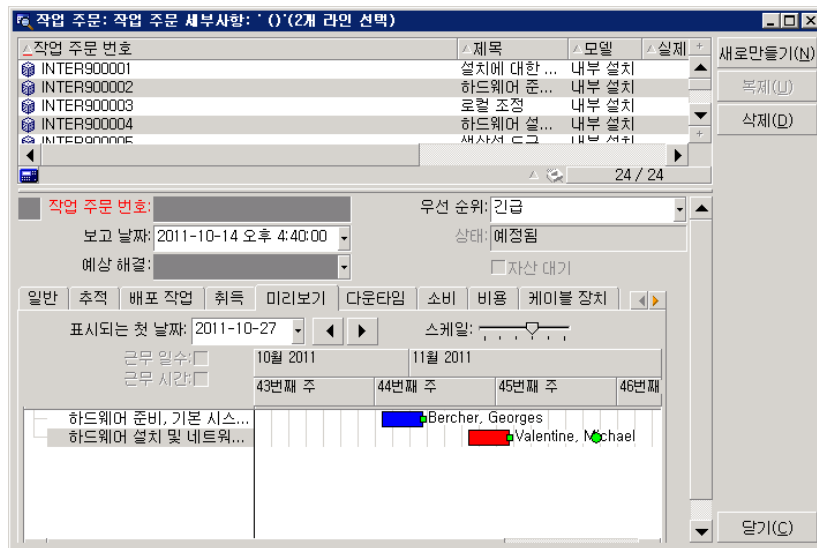 작업 주문: 작업 주문 세부사항: ' ()'(2개 라인 선택)
작업 주문 번호 제목 모델 실제
INTER900001 설치에 대한 ... 내부 설치
INTER900002 하드웨어 준... 내부 설치
INTER900003 로컬 조정 내부 설치
INTER900004 하드웨어 설... 내부 설치
INTER900005 생산성 도구 내부 설치
24 / 24
새로만들기(N)
복제(U)
삭제(D)
작업 주문 번호: 우선 순위: 긴급
보고 날짜: 2011-10-14 오후 4:40:00 상태: 예정됨
예상 해결: 자산 대기
일반 추적 배포 작업 취득 미리보기 다운타임 소비 비용 케이블 장치
표시되는 첫 날짜: 2011-10-27 스케일:
근무 일수: 10월 2011 11월 2011
근무 시간: 43번째 주 44번째 주 45번째 주 46번째
하드웨어 준비, 기본 시스... Bercher, Georges
하드웨어 설치 및 네트워... Valentine, Michael
닫기(C)